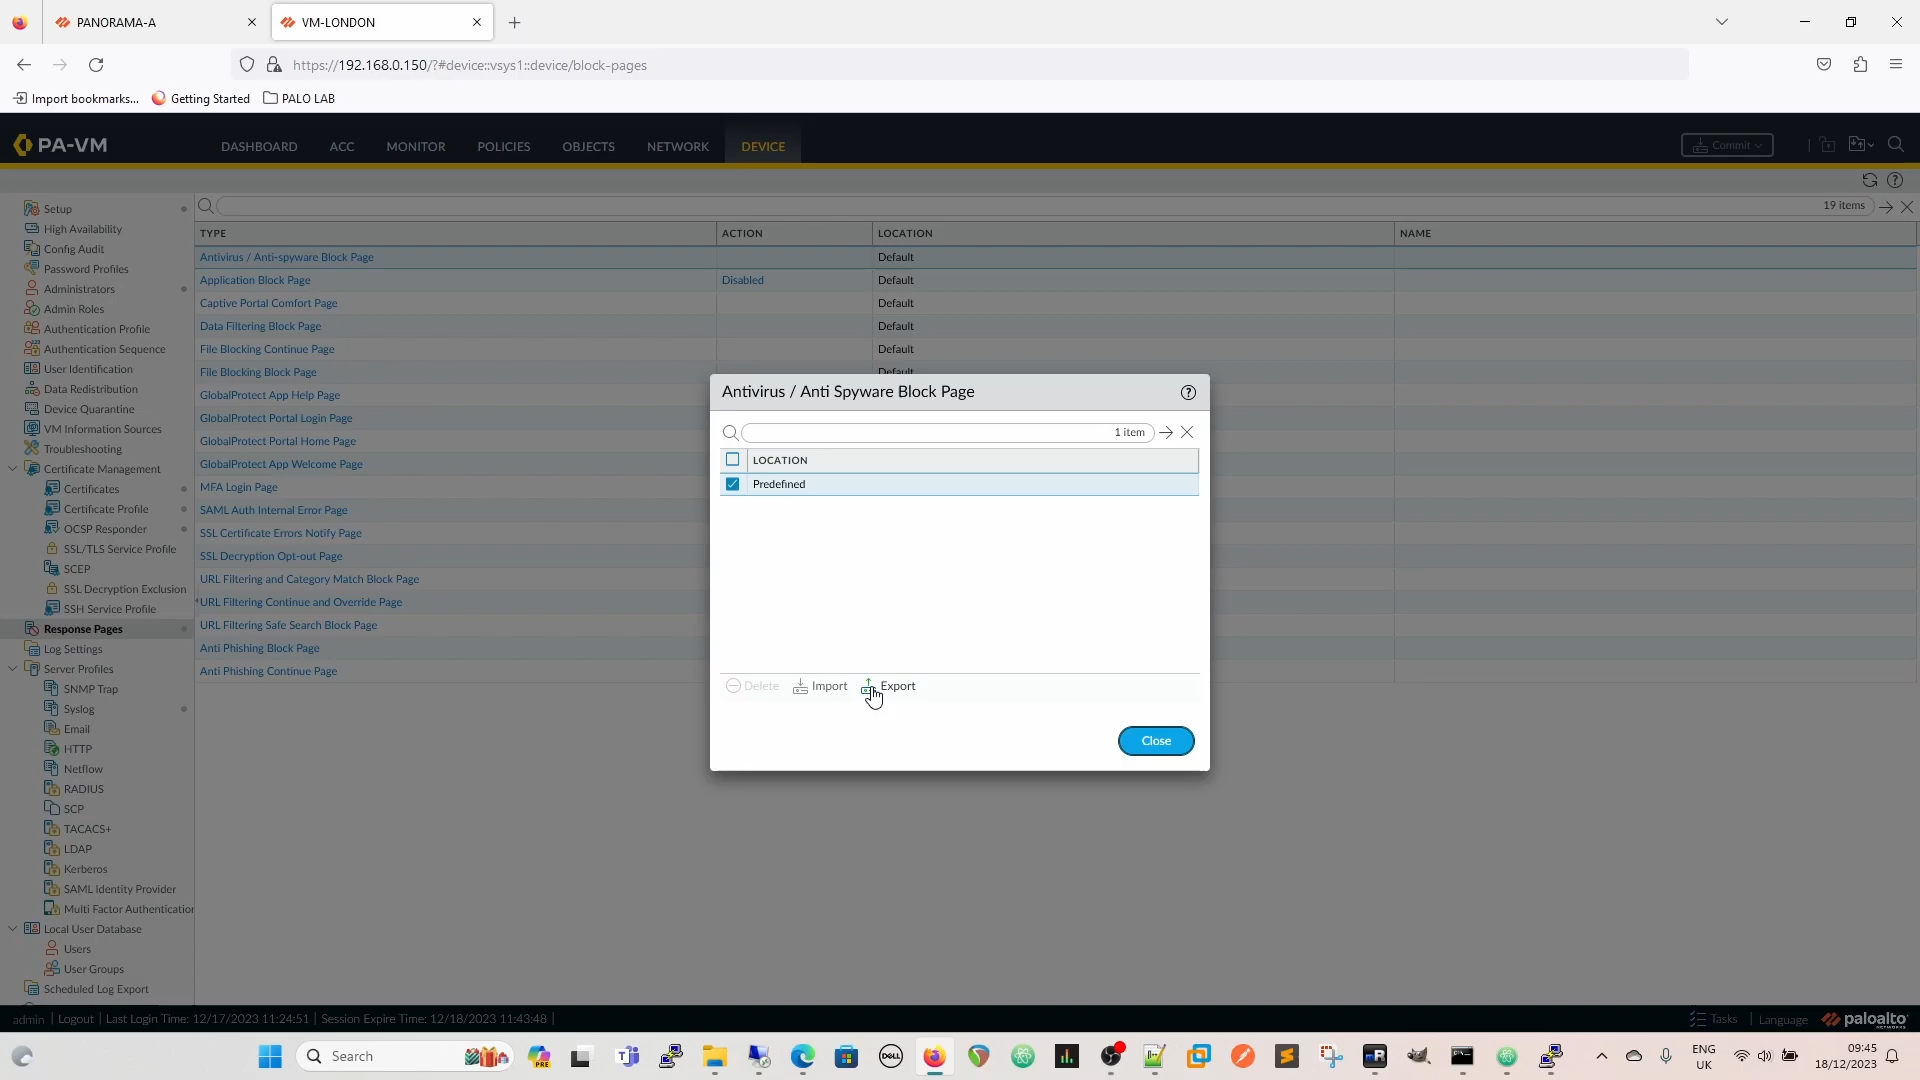 PANORAMA-A
VM-LONDON
https://192.168.0.150/?#device::vsys1::device/block-pages
Import bookmarks...
Getting Started
PALO LAB
PA-VM
DASHBOARD
ACC
MONITOR
POLICIES
OBJECTS
NETWORK
DEVICE
Commit
19 items
Setup
High Availability
Config Audit
Password Profiles
Administrators
Admin Roles
Authentication Profile
Authentication Sequence
User Identification
Data Redistribution
Device Quarantine
VM Information Sources
Troubleshooting
Certificate Management
Certificates
Certificate Profile
OCSP Responder
SSL/TLS Service Profile
SCEP
SSL Decryption Exclusion
SSH Service Profile
Response Pages
Log Settings
Server Profiles
SNMP Trap
Syslog
Email
HTTP
Netflow
RADIUS
SCP
TACACS+
LDAP
Kerberos
SAML Identity Provider
Multi Factor Authentication
Local User Database
Users
User Groups
Scheduled Log Export
TYPE ACTION LOCATION NAME
Antivirus / Anti-spyware Block Page Default
Application Block Page Disabled Default
Captive Portal Comfort Page Default
Data Filtering Block Page Default
File Blocking Continue Page Default
File Blocking Block Page Default
GlobalProtect App Help Page
GlobalProtect Portal Login Page
GlobalProtect Portal Home Page
GlobalProtect App Welcome Page
MFA Login Page
SAML Auth Internal Error Page
SSL Certificate Errors Notify Page
SSL Decryption Opt-out Page
URL Filtering and Category Match Block Page
URL Filtering Continue and Override Page
URL Filtering Safe Search Block Page
Anti Phishing Block Page
Anti Phishing Continue Page
Antivirus / Anti Spyware Block Page
1 item
LOCATION
Predefined
Delete
Import
Export
Close
admin | Logout | Last Login Time: 12/17/2023 11:24:51 | Session Expire Time: 12/18/2023 11:43:48 |
Tasks | Language
paloalto
NETWORKS
Search
PRE
DELL
ENG
UK
09:45
18/12/2023